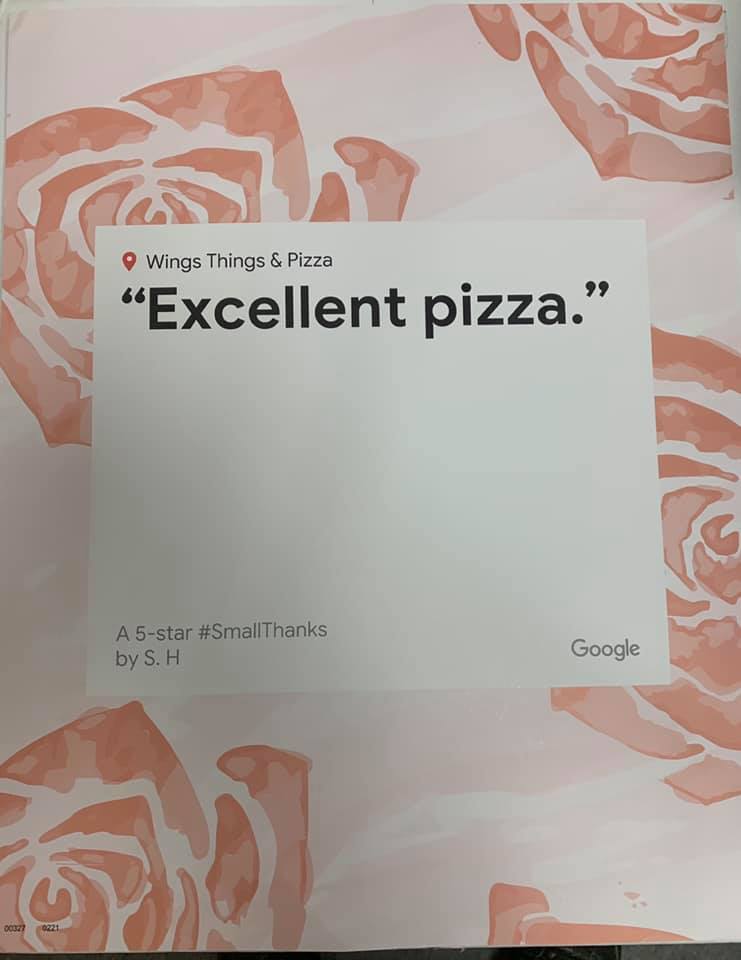 Wings Things & Pizza
“Excellent pizza.”
A 5-star #SmallThanks
by S. H
Google
00327 0221